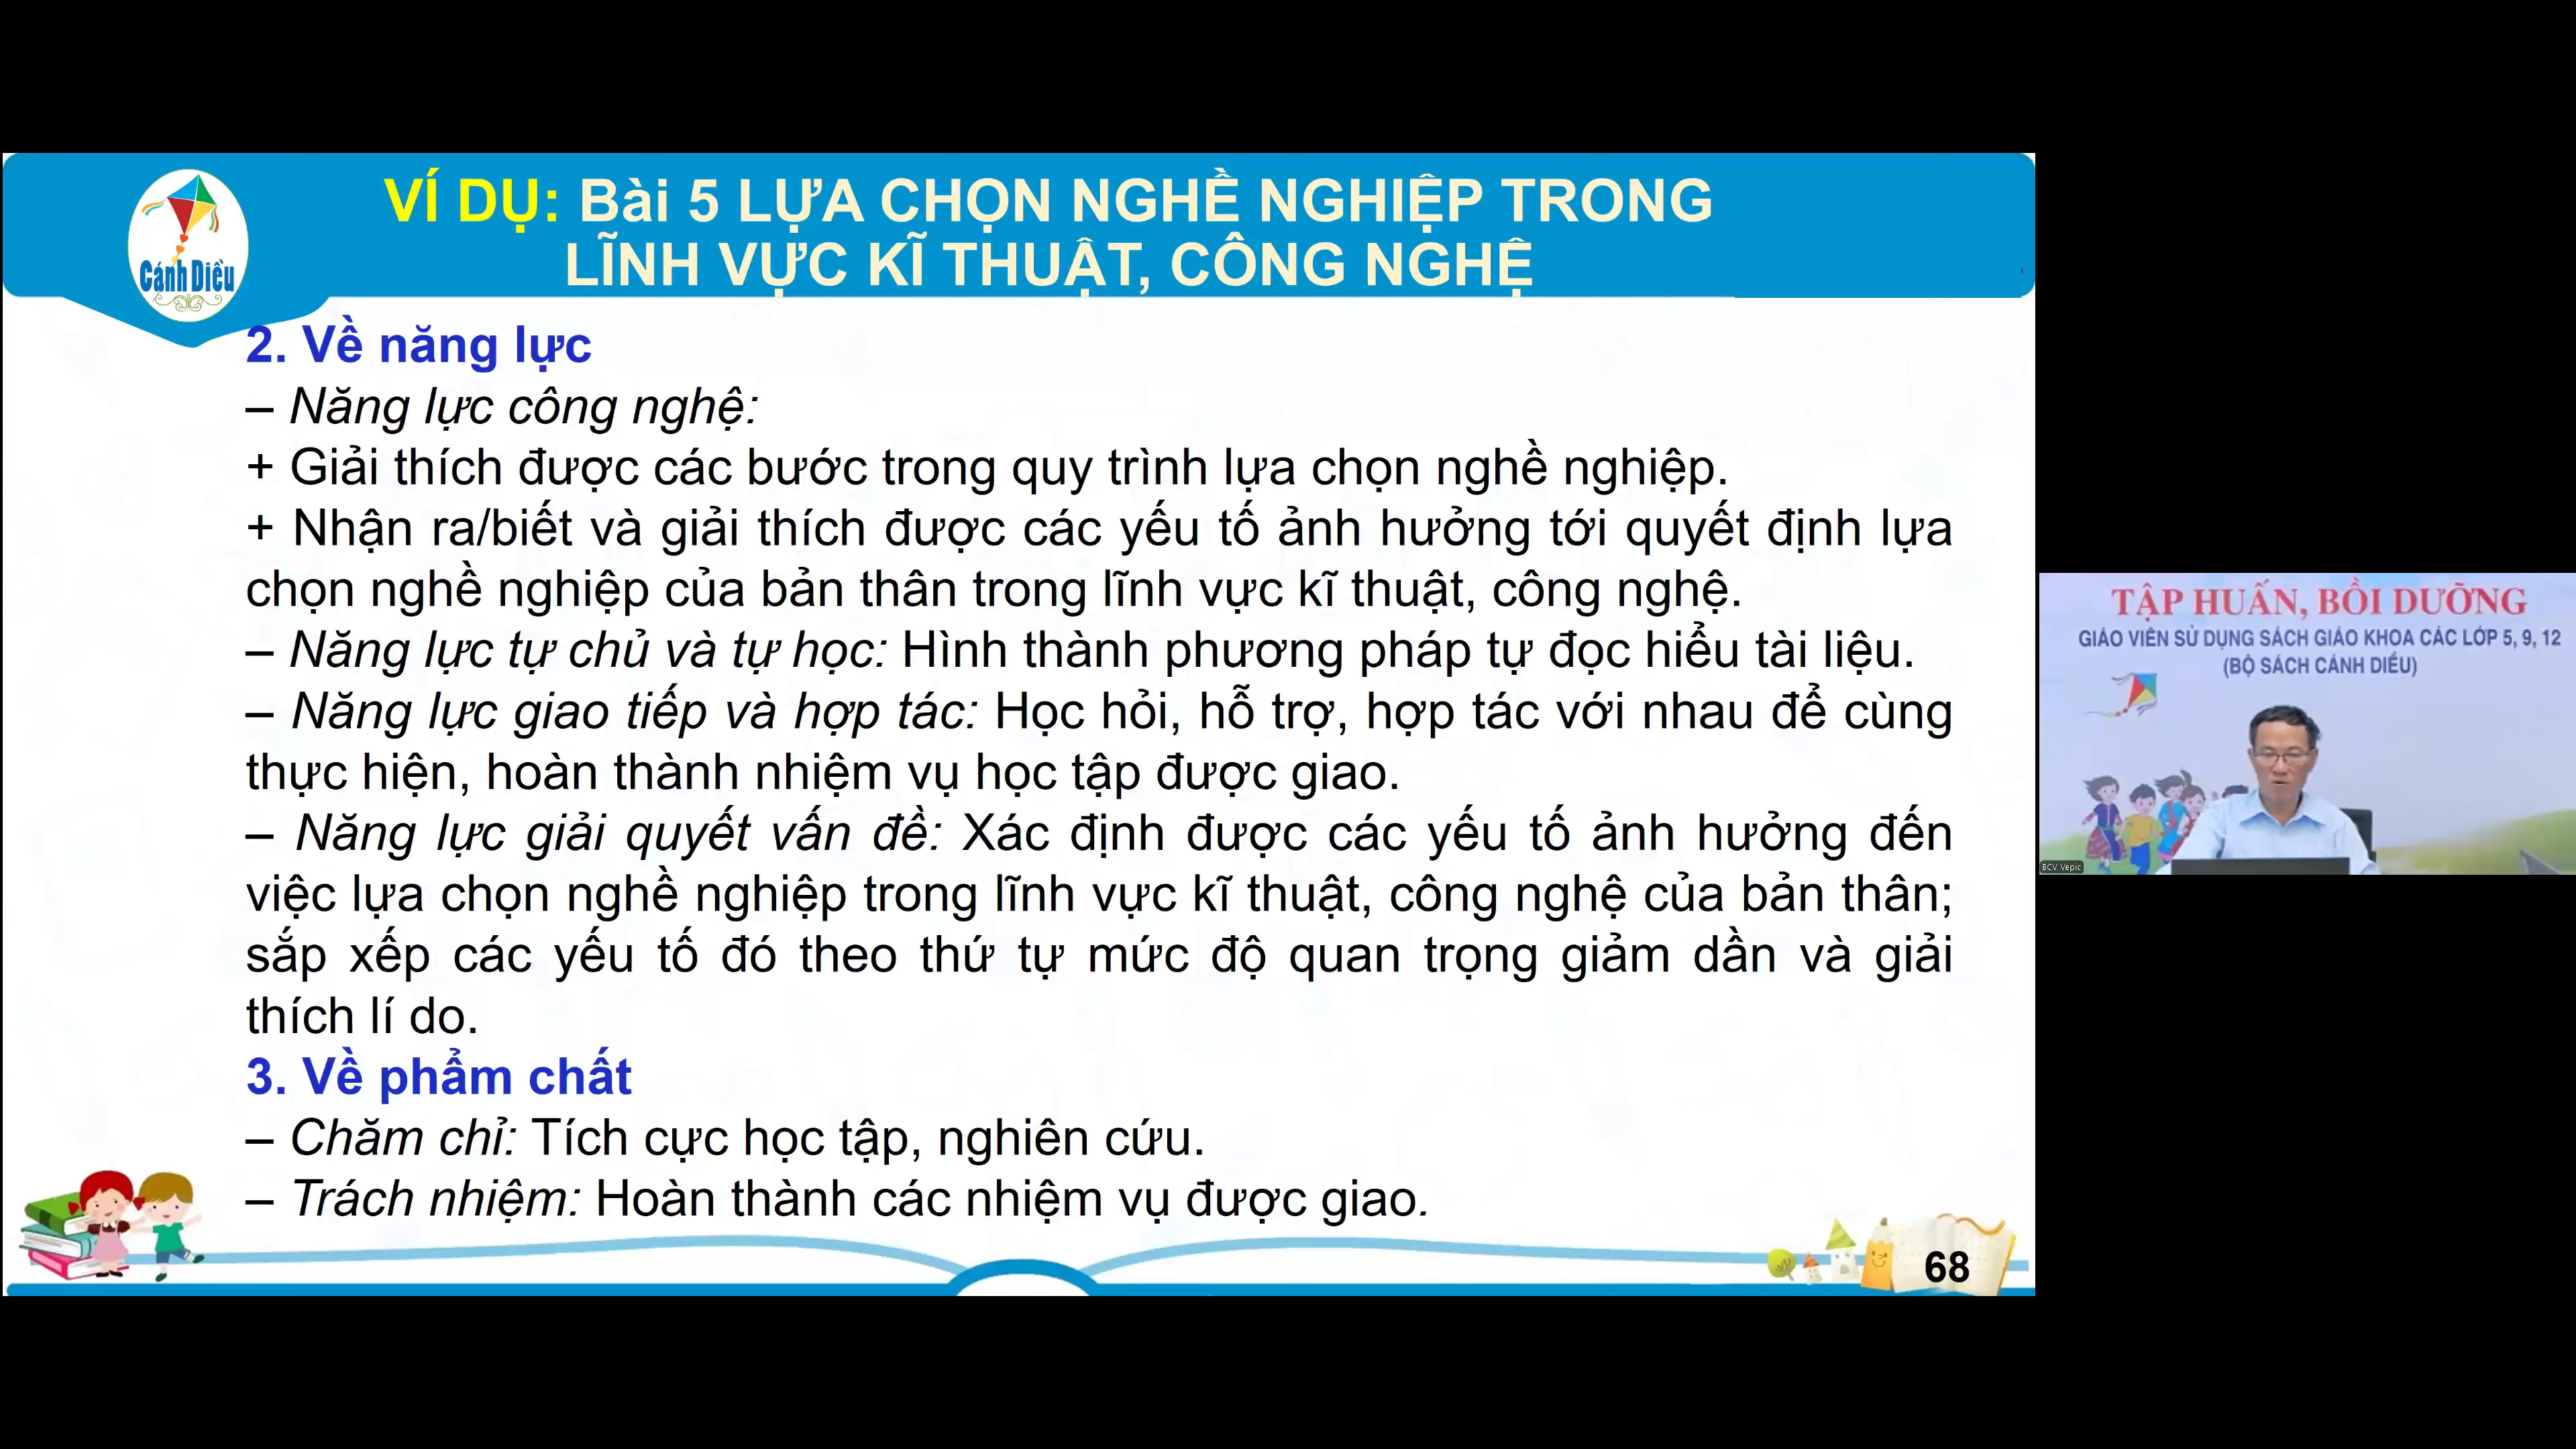 VÍ DỤ: Bài 5 LỰA CHỌN NGHỀ NGHIỆP TRONG
LĨNH VỰC KĨ THUẬT, CÔNG NGHỆ
Cánh Diều
2. Về năng lực
– Năng lực công nghệ:
+ Giải thích được các bước trong quy trình lựa chọn nghề nghiệp.
+ Nhận ra/biết và giải thích được các yếu tố ảnh hưởng tới quyết định lựa
chọn nghề nghiệp của bản thân trong lĩnh vực kĩ thuật, công nghệ.
– Năng lực tự chủ và tự học: Hình thành phương pháp tự đọc hiểu tài liệu.
– Năng lực giao tiếp và hợp tác: Học hỏi, hỗ trợ, hợp tác với nhau để cùng
thực hiện, hoàn thành nhiệm vụ học tập được giao.
– Năng lực giải quyết vấn đề: Xác định được các yếu tố ảnh hưởng đến
việc lựa chọn nghề nghiệp trong lĩnh vực kĩ thuật, công nghệ của bản thân;
sắp xếp các yếu tố đó theo thứ tự mức độ quan trọng giảm dần và giải
thích lí do.
3. Về phẩm chất
– Chăm chỉ: Tích cực học tập, nghiên cứu.
– Trách nhiệm: Hoàn thành các nhiệm vụ được giao.
68
TẬP HUẤN, BỒI DƯỠNG
GIÁO VIÊN SỬ DỤNG SÁCH GIÁO KHOA CÁC LỚP 5, 9, 12
(BỘ SÁCH CÁNH DIỀU)
BCV Vepic